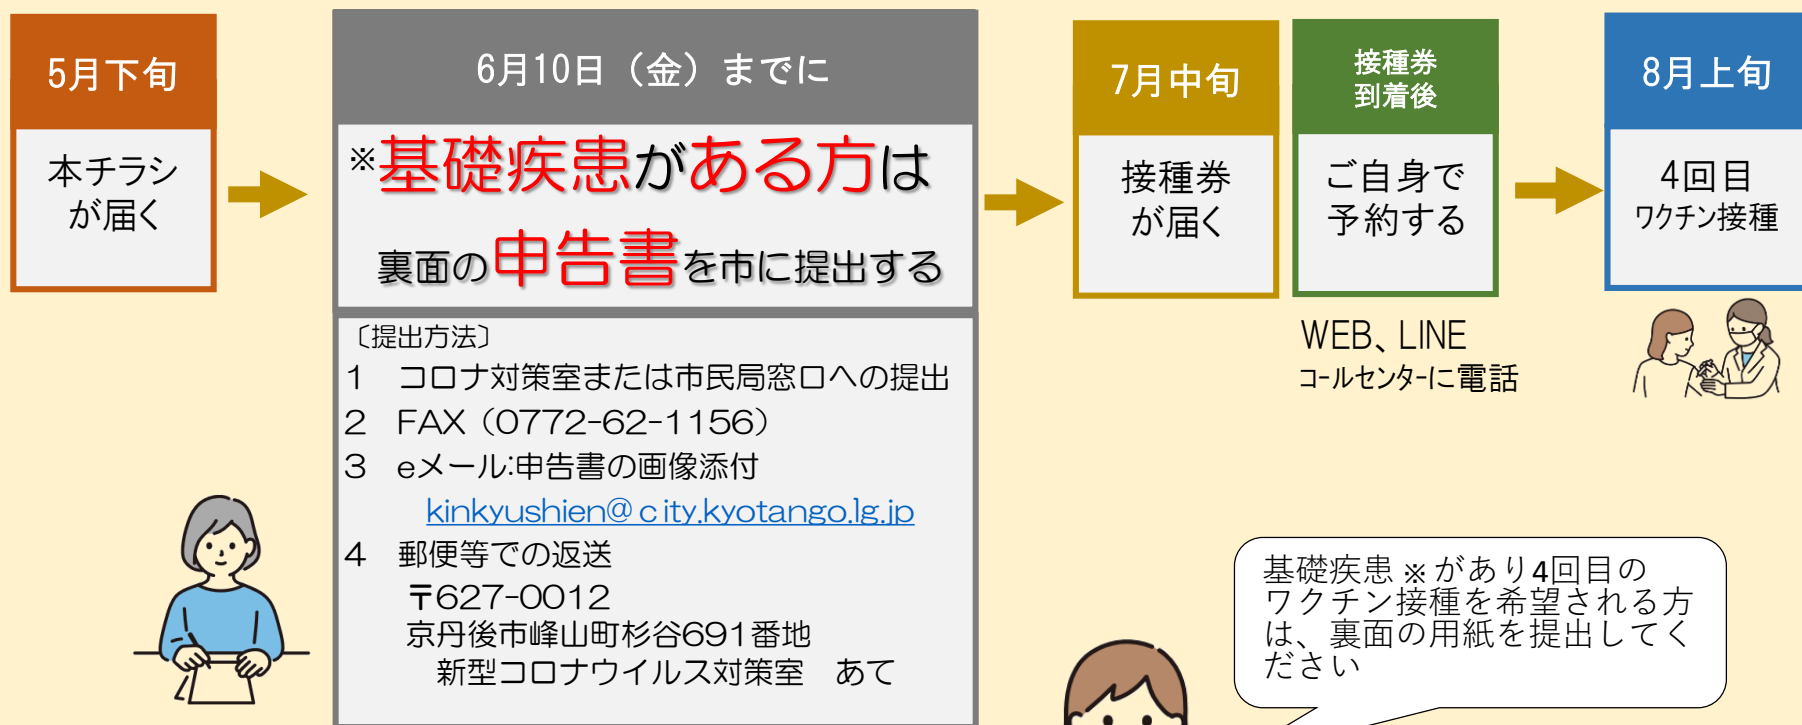 5月下旬
本チラシ
が届く
6月10日（金）までに
※基礎疾患がある方は
裏面の申告書を市に提出する
〔提出方法〕
1　コロナ対策室または市民局窓口への提出
2　FAX（0772-62-1156）
3　eメール:申告書の画像添付
kinkyushien@city.kyotango.lg.jp
4　郵便等での返送
〒627-0012
京丹後市峰山町杉谷691番地
新型コロナウイルス対策室　あて
7月中旬
接種券
が届く
接種券
到着後
ご自身で
予約する
WEB、LINE
コールセンターに電話
8月上旬
4回目
ワクチン接種
基礎疾患※があり4回目の
ワクチン接種を希望される方
は、裏面の用紙を提出してく
ださい